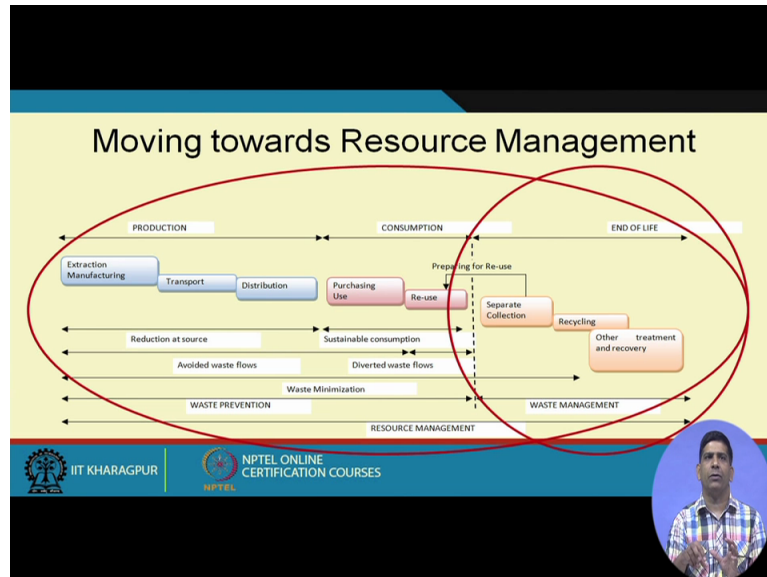 Moving towards Resource Management
PRODUCTION
CONSUMPTION
END OF LIFE
Extraction
Manufacturing
Transport
Distribution
Purchasing
Use
Re-use
Preparing for Re-use
Separate
Collection
Recycling
Other treatment
and recovery
Reduction at source
Sustainable consumption
Avoided waste flows
Diverted waste flows
Waste Minimization
WASTE PREVENTION
WASTE MANAGEMENT
RESOURCE MANAGEMENT
IIT KHARAGPUR
NPTEL
NPTEL ONLINE
CERTIFICATION COURSES